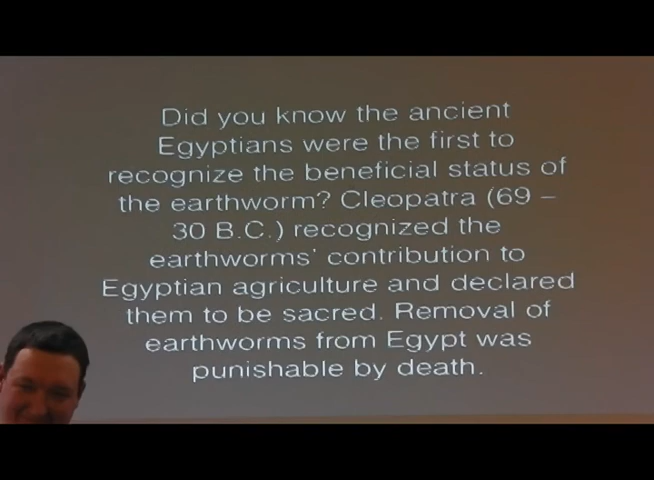 Did you know the ancient
Egyptians were the first to
recognize the beneficial status of
the earthworm? Cleopatra (69 –
30 B.C.) recognized the
earthworms' contribution to
Egyptian agriculture and declared
them to be sacred. Removal of
earthworms from Egypt was
punishable by death.